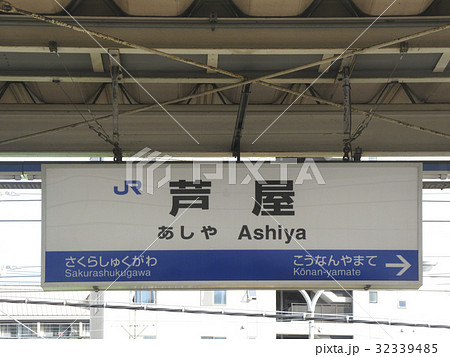 JR 芦屋
あしや Ashiya
さくらしゅくがわ こうなんやまて
Sakurashukugawa Kōnan-yamate
PIXTA
pixta.jp - 32339485